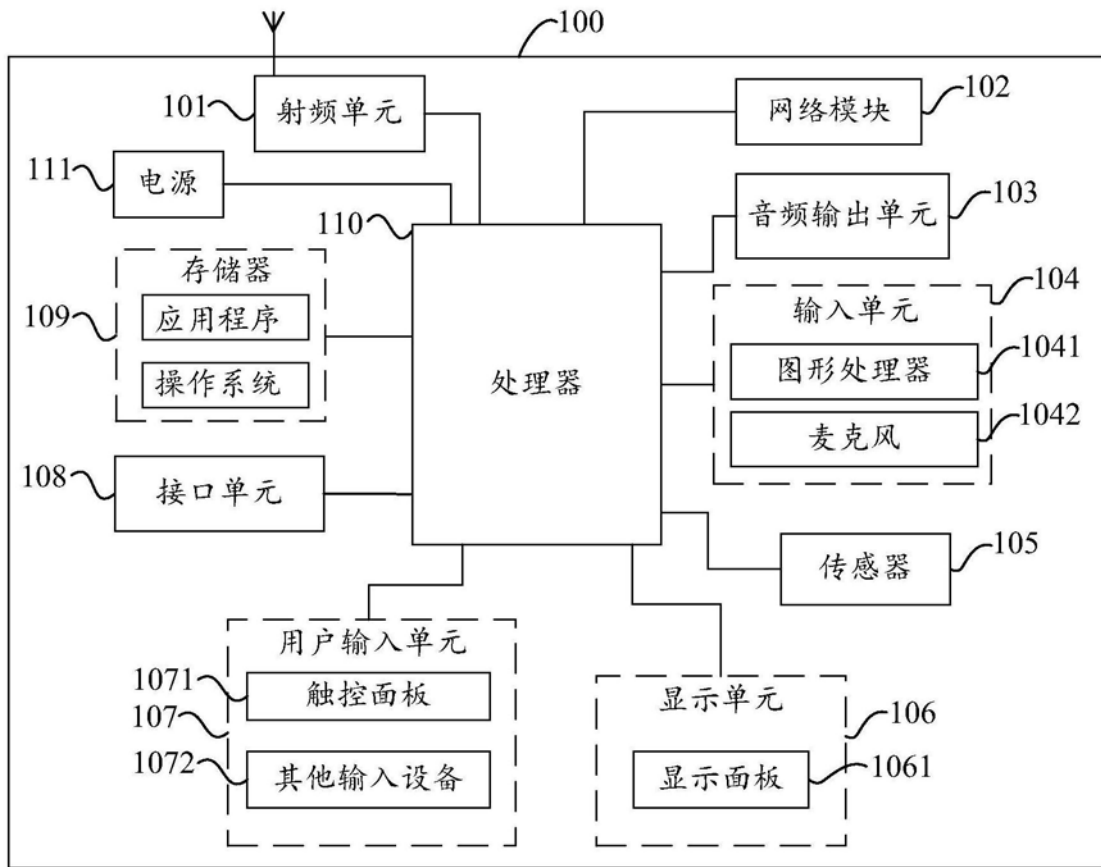 100
101
射频单元
网络模块
102
111
电源
110
音频输出单元
103
存储器
109
应用程序
操作系统
输入单元
104
图形处理器
1041
麦克风
1042
处理器
108
接口单元
传感器
105
用户输入单元
1071
触控面板
107
1072
其他输入设备
显示单元
106
显示面板
1061